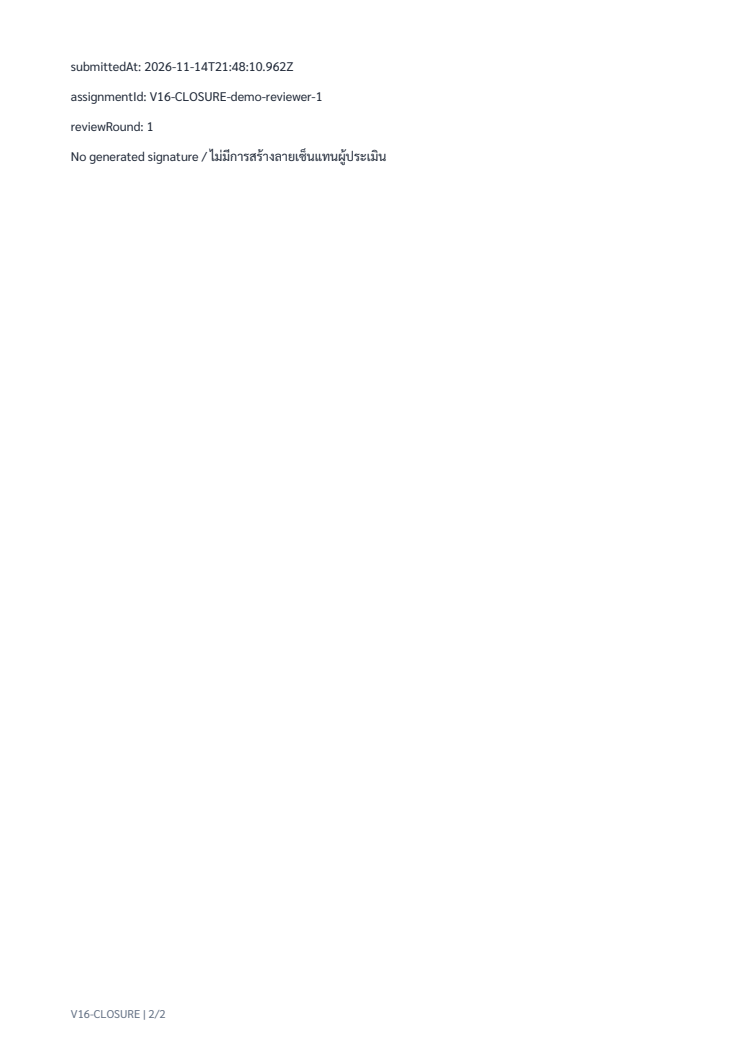 submittedAt: 2026-11-14T21:48:10.962Z
assignmentId: V16-CLOSURE-demo-reviewer-1
reviewRound: 1
No generated signature / ไม่มีการสร้างลายเซ็นแทนผู้ประเมิน
V16-CLOSURE | 2/2